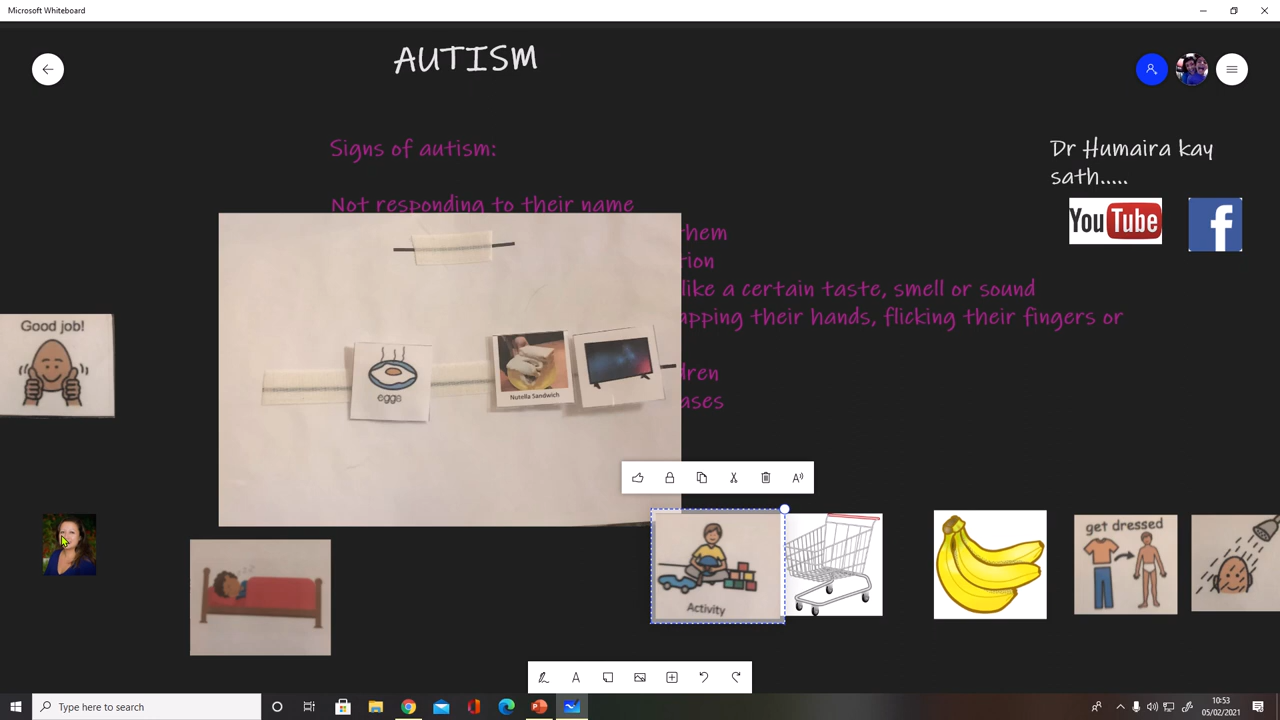 Microsoft Whiteboard
AUTISM
Signs of autism:
Dr Humaira kay
sath.....
Not responding to their name
them
tion
YouTube
f
like a certain taste, smell or sound
apping their hands, flicking their fingers or
Good job!
eggs
Nutella Sandwich
dren
ases
Activity
get dressed
Type here to search
10:53
05/02/2021